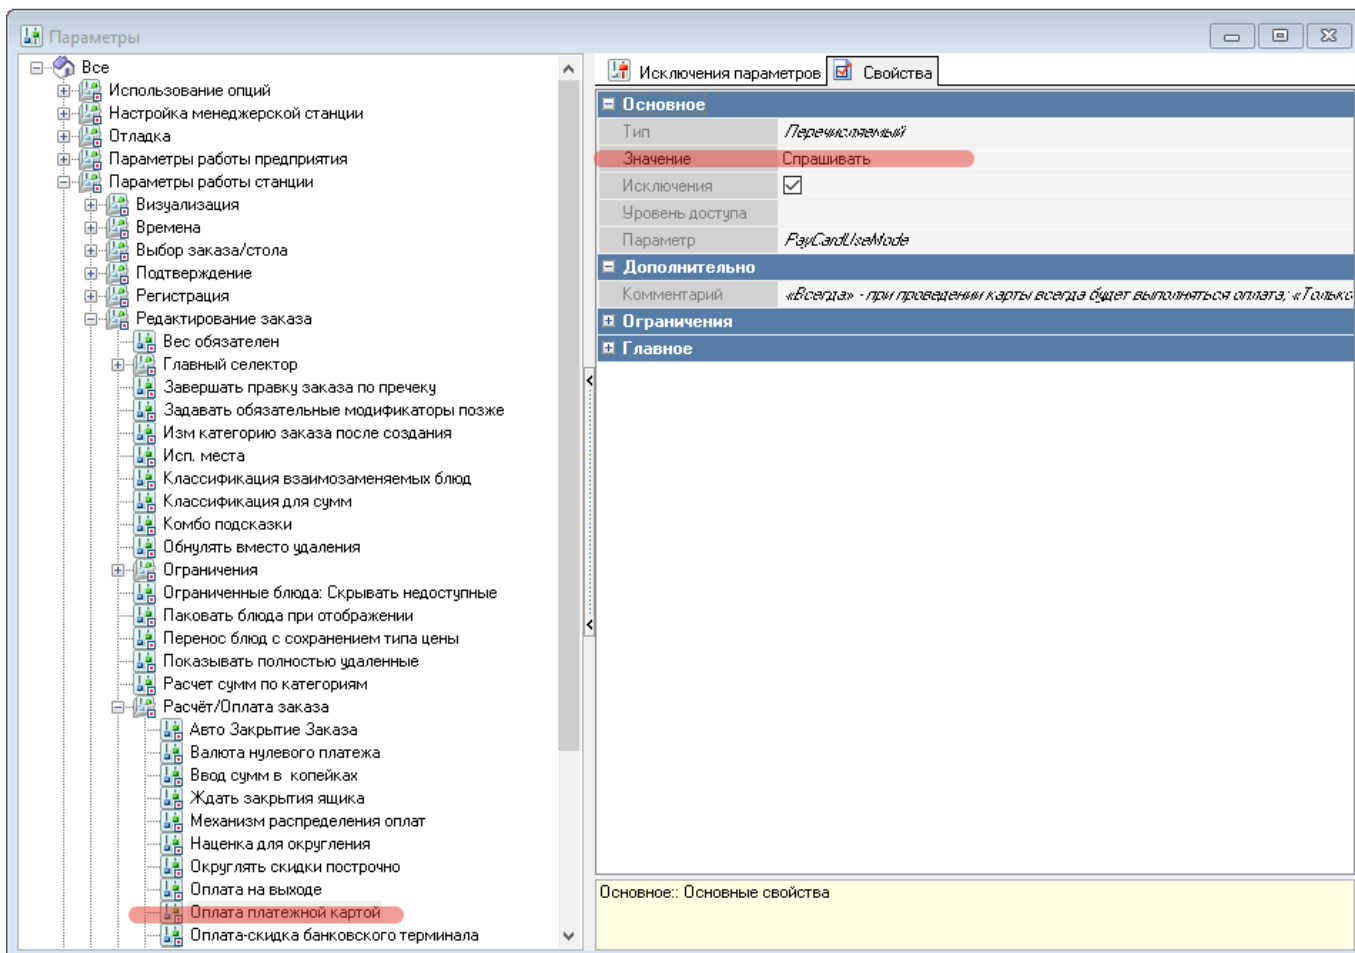 Параметры
Все
Использование опций
Настройка менеджерской станции
Отладка
Параметры работы предприятия
Параметры работы станции
Визуализация
Времена
Выбор заказа/стола
Подтверждение
Регистрация
Редактирование заказа
Вес обязателен
Главный селектор
Завершать правку заказа по пречеку
Задавать обязательные модификаторы позже
Изм категорию заказа после создания
Исп. места
Классификация взаимозаменяемых блюд
Классификация для сумм
Комбо подсказки
Обнулять вместо удаления
Ограничения
Ограниченные блюда: Скрывать недоступные
Паковать блюда при отображении
Перенос блюд с сохранением типа цены
Показывать полностью удаленные
Расчет сумм по категориям
Расчёт/Оплата заказа
Авто Закрытие Заказа
Валюта нулевого платежа
Ввод сумм в копейках
Ждать закрытия ящика
Механизм распределения оплат
Наценка для округления
Округлять скидки построчно
Оплата на выходе
Оплата платежной картой
Оплата-скидка банковского терминала
Исключения параметров Свойства
Основное
Тип Перечисляемый
Значение Спрашивать
Исключения
Уровень доступа
Параметр PayCardUseMode
Дополнительно
Комментарий «Всегда» - при проведении карты всегда будет выполняться оплата; «Только
Ограничения
Главное
Основное:: Основные свойства